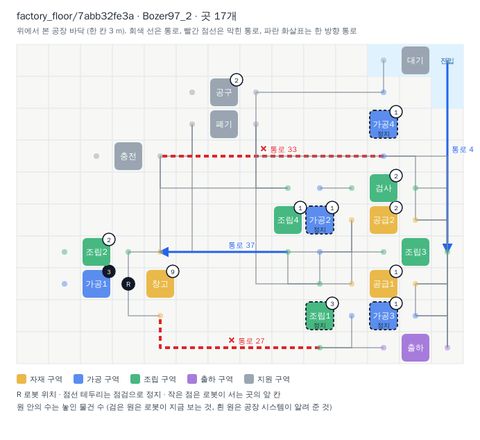 factory_floor/7abb32fe3a · Bozer97_2 · 곳 17개
위에서 본 공장 바닥 (한 칸 3 m). 회색 선은 통로, 빨간 점선은 막힌 통로, 파란 화살표는 한 방향 통로
대기
전입
2
공구
1
폐기
가공4
✕ 통로 33
통로 4
충전
2
검사
1
1
2
조립4
가공2
정지
공급2
2
통로 37
조립2
조립3
3
9
1
가공1
R
창고
공급1
3
1
조립1
정지
가공3
정지
✕ 통로 27
출하
자재 구역
가공 구역
조립 구역
출하 구역
지원 구역
R 로봇 위치 · 점선 테두리는 점검으로 정지 · 작은 점은 로봇이 서는 곳의 앞 칸
원 안의 수는 놓인 물건 수 (검은 원은 로봇이 지금 보는 것, 흰 원은 공장 시스템이 알려 준 것)